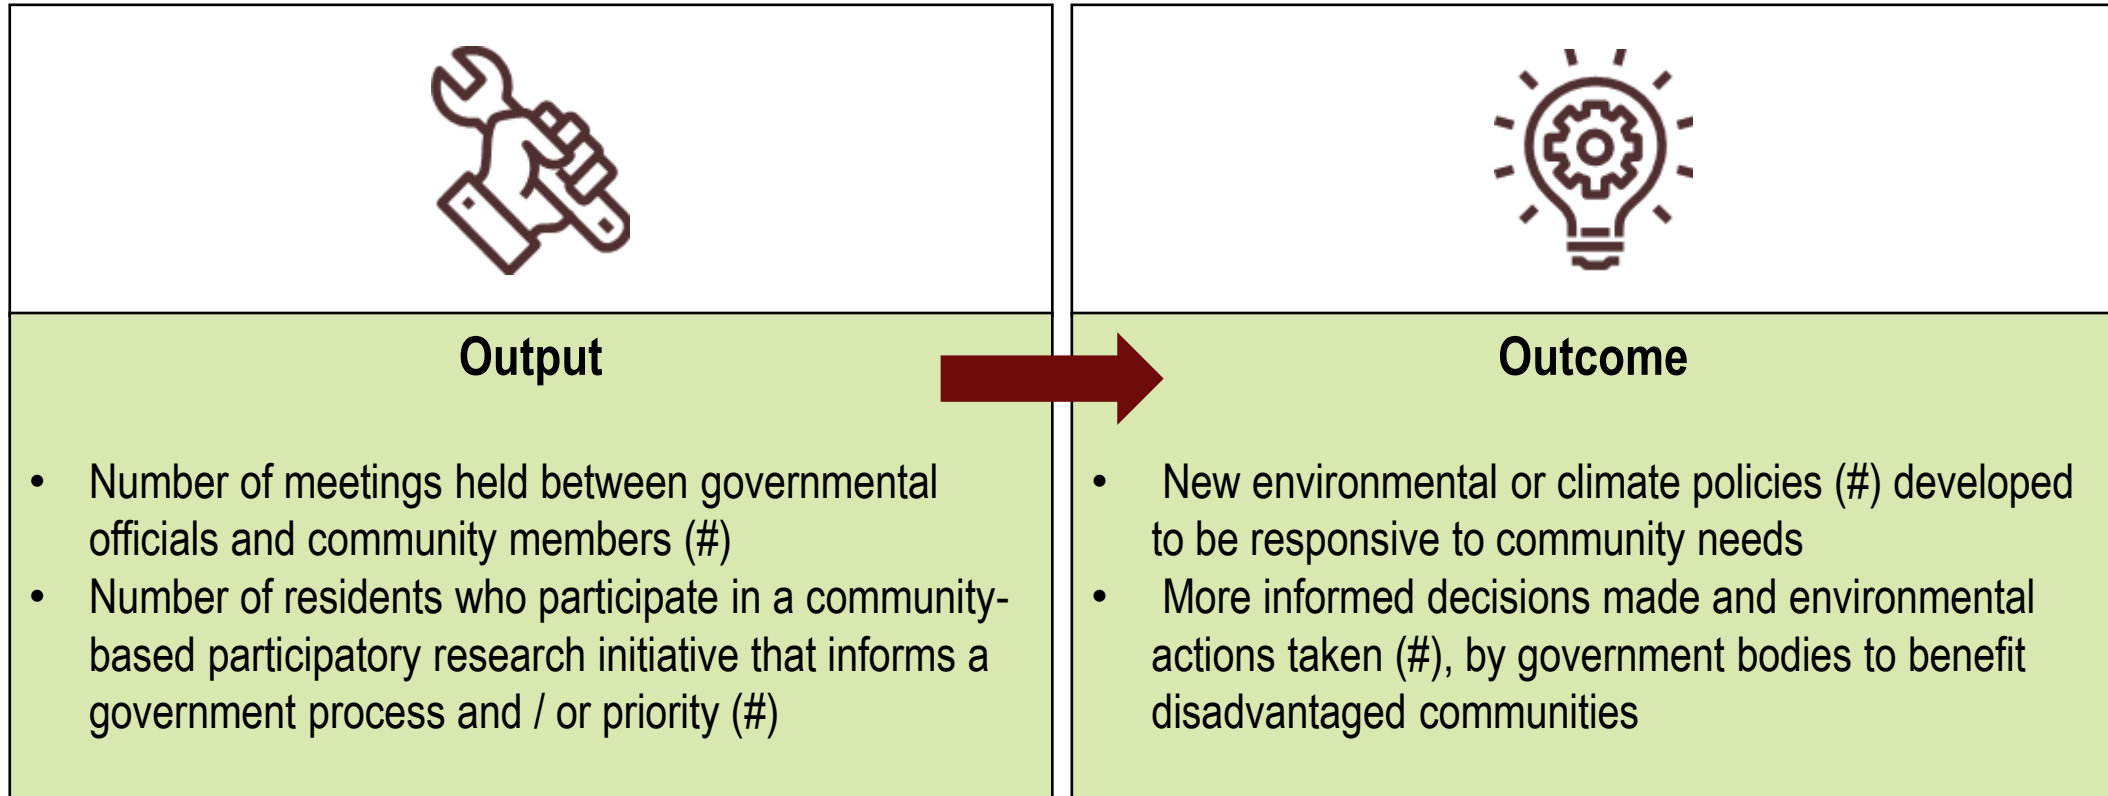 Output
• Number of meetings held between governmental
officials and community members (#)
• Number of residents who participate in a community-
based participatory research initiative that informs a
government process and / or priority (#)
Outcome
• New environmental or climate policies (#) developed
to be responsive to community needs
• More informed decisions made and environmental
actions taken (#), by government bodies to benefit
disadvantaged communities